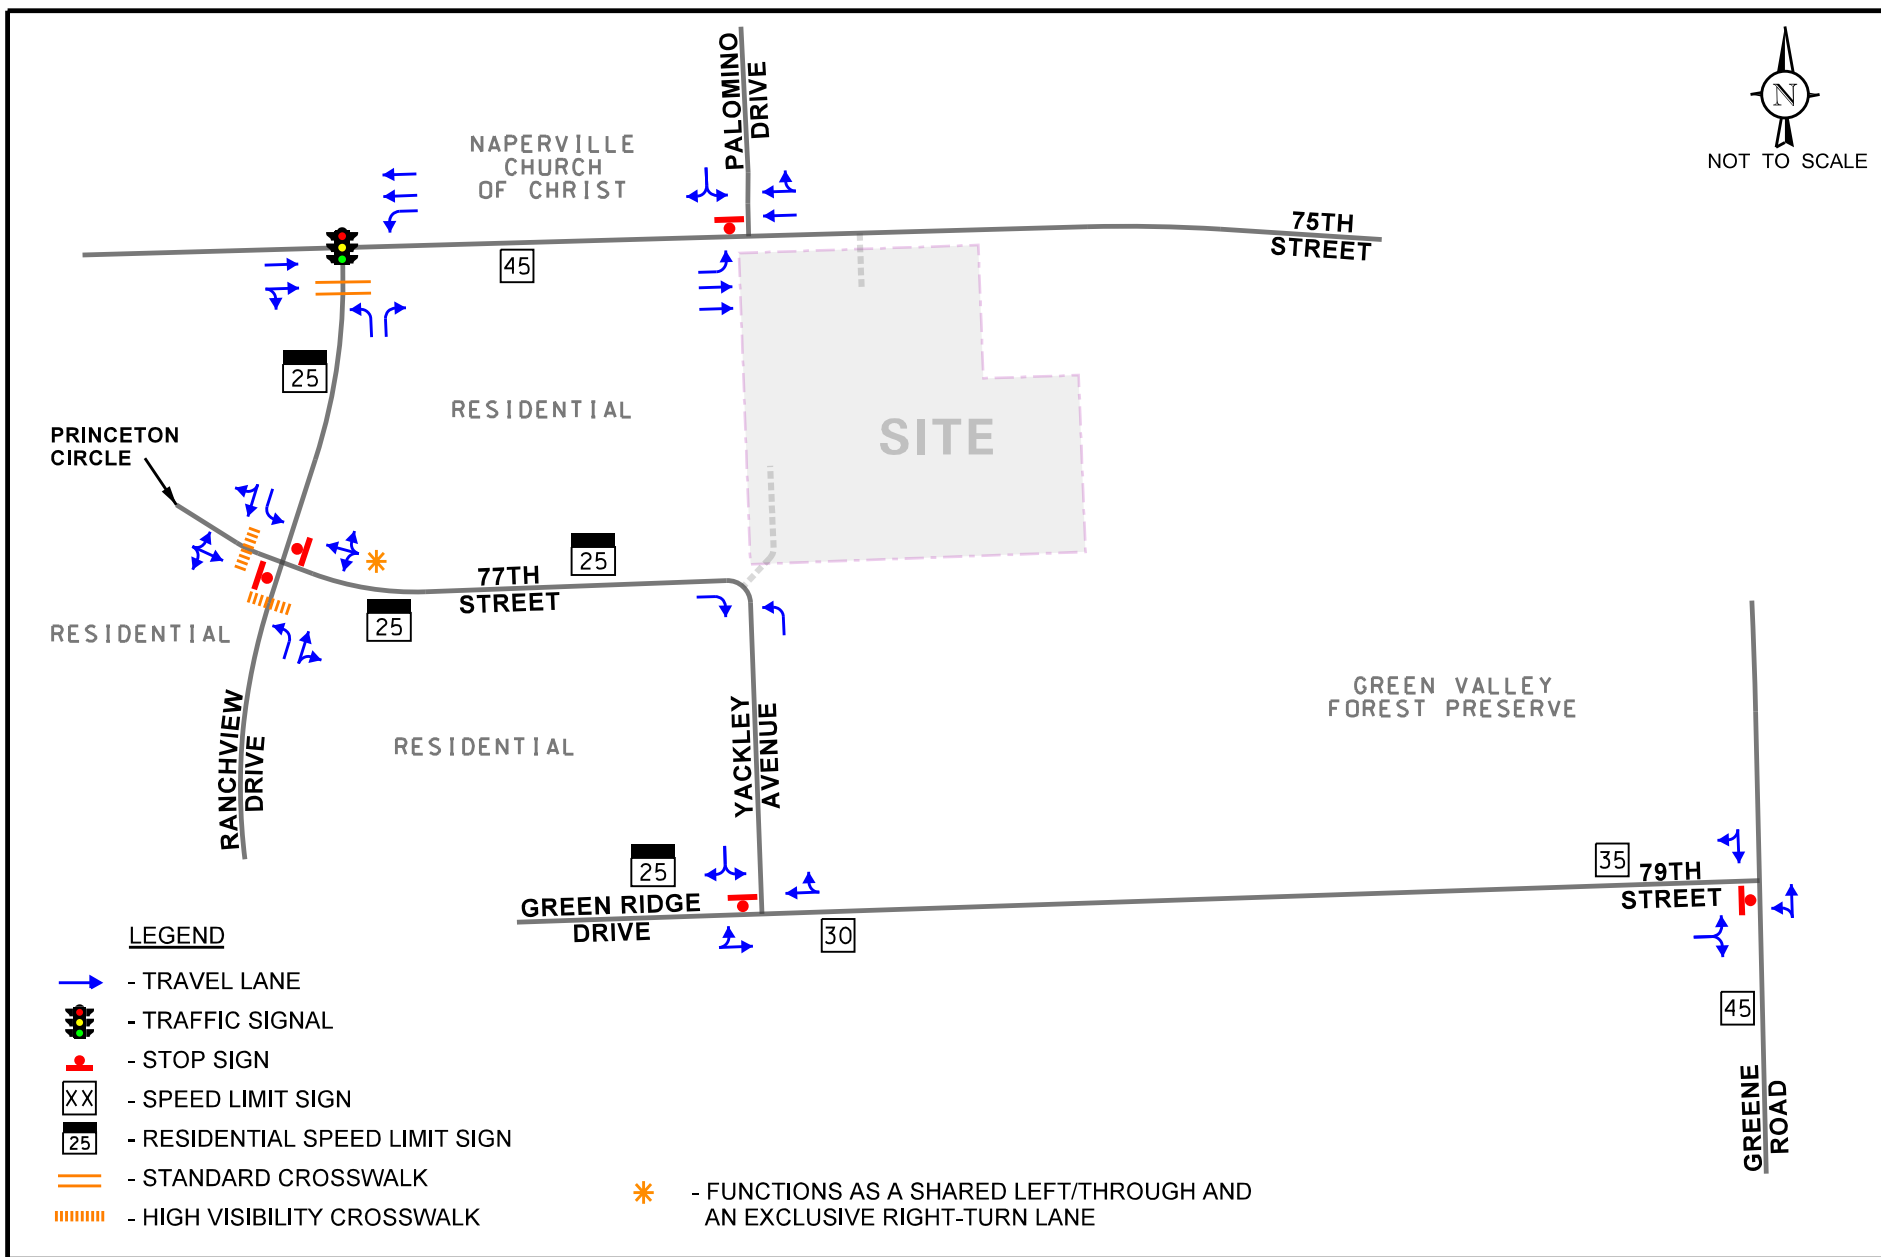 PALOMINO
DRIVE
N
NOT TO SCALE
NAPERVILLE
CHURCH
OF CHRIST
75TH
STREET
45
25
RESIDENTIAL
SITE
PRINCETON
CIRCLE
77TH
STREET
25
25
RESIDENTIAL
RANCHVIEW
DRIVE
RESIDENTIAL
YACKLEY
AVENUE
GREEN VALLEY
FOREST PRESERVE
25
GREEN RIDGE
DRIVE
30
35
79TH
STREET
45
GREENE
ROAD
LEGEND
- TRAVEL LANE
- TRAFFIC SIGNAL
- STOP SIGN
XX - SPEED LIMIT SIGN
25 - RESIDENTIAL SPEED LIMIT SIGN
- STANDARD CROSSWALK
- HIGH VISIBILITY CROSSWALK
- FUNCTIONS AS A SHARED LEFT/THROUGH AND
AN EXCLUSIVE RIGHT-TURN LANE